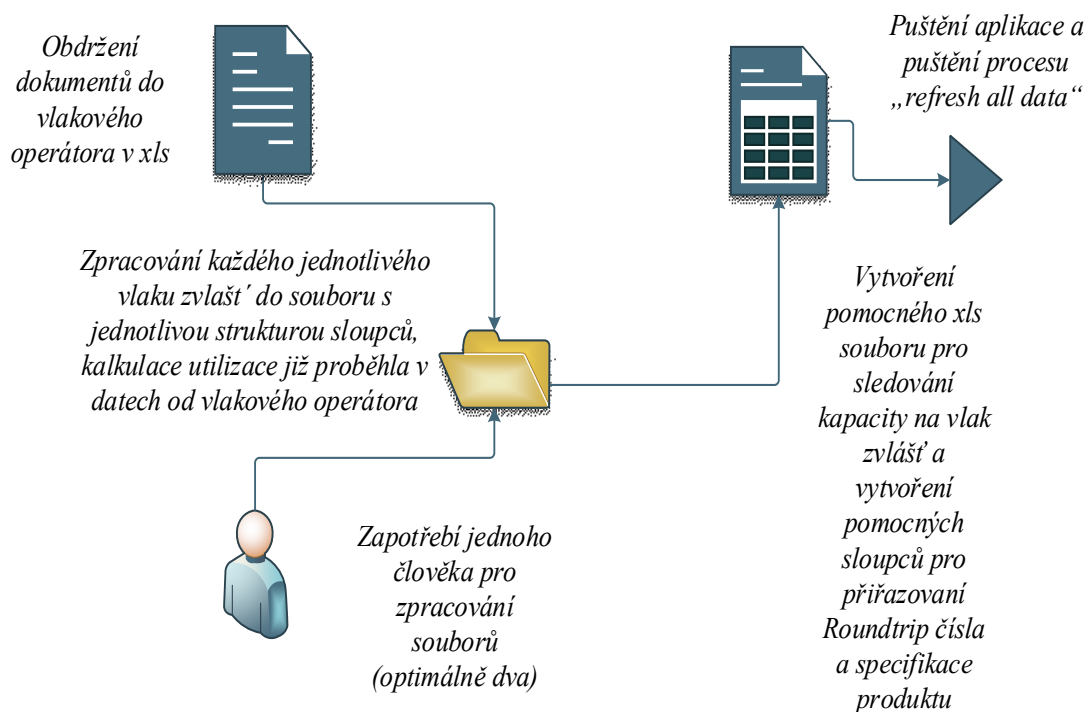 Obdržení
dokumentů do
vlakového
operátora v xls
Puštění aplikace a
puštění procesu
„refresh all data“
Zpracování každého jednotlivého
vlaku zvlašt´ do souboru s
jednotlivou strukturou sloupců,
kalkulace utilizace již proběhla v
datech od vlakového operátora
Vytvoření
pomocného xls
souboru pro
sledování
kapacity na vlak
zvlášť a
vytvoření
pomocných
sloupců pro
přiřazovaní
Roundtrip čísla
a specifikace
produktu
Zapotřebí jednoho
člověka pro
zpracování
souborů
(optimálně dva)